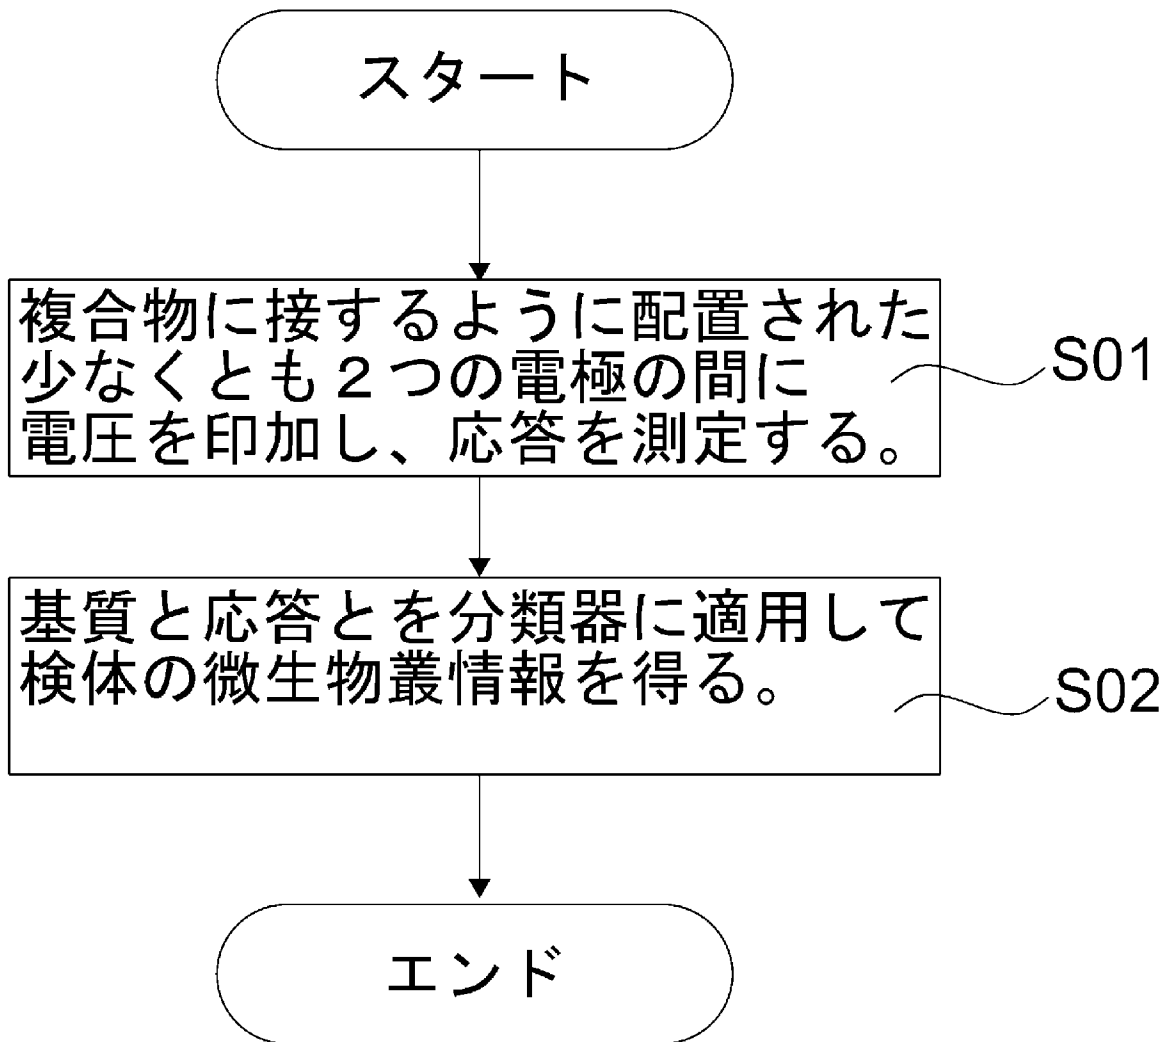 スタート
複合物に接するように配置された
少なくとも２つの電極の間に
電圧を印加し、応答を測定する。
S01
基質と応答とを分類器に適用して
検体の微生物叢情報を得る。
S02
エンド